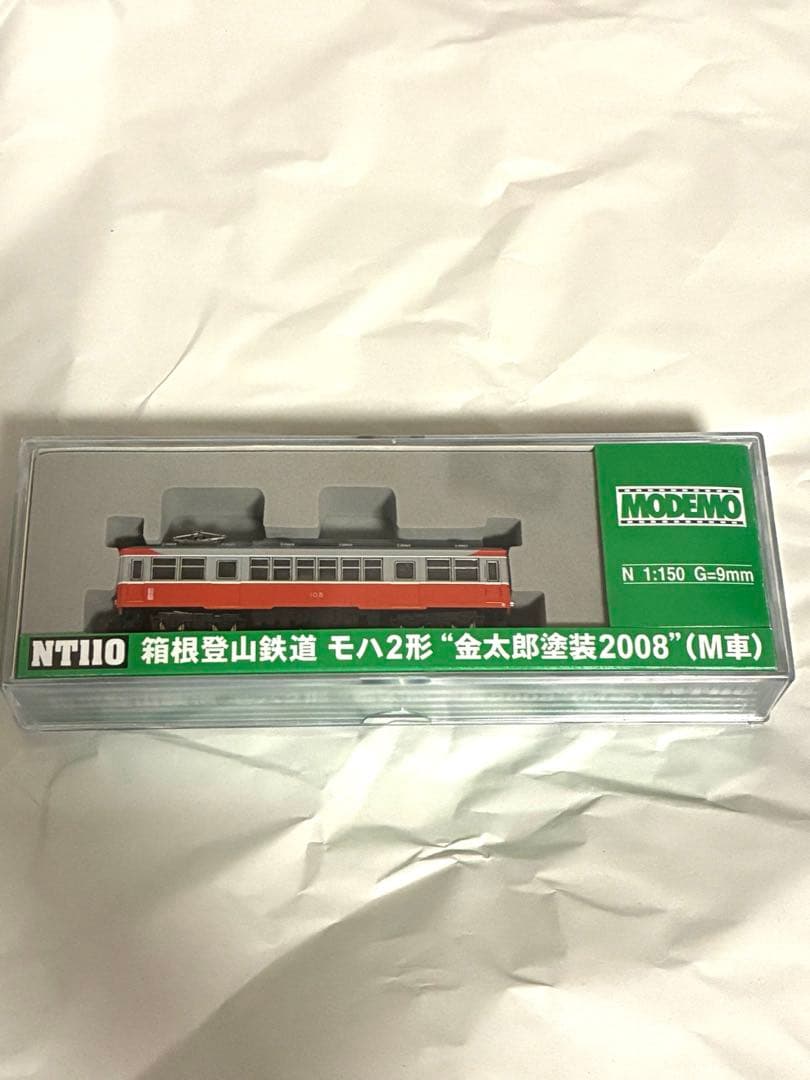 MODEMO
N 1:150 G=9mm
108
NT110 箱根登山鉄道 モハ2形 “金太郎塗装2008”(M車)